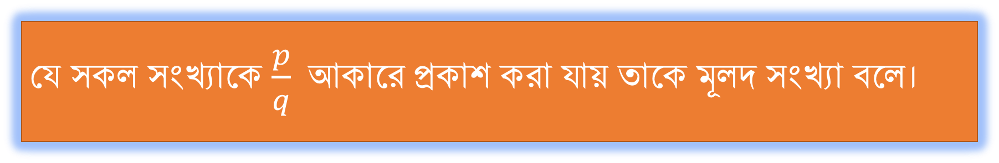 যে সকল সংখ্যাকে p/q আকারে প্রকাশ করা যায় তাকে মূলদ সংখ্যা বলে।